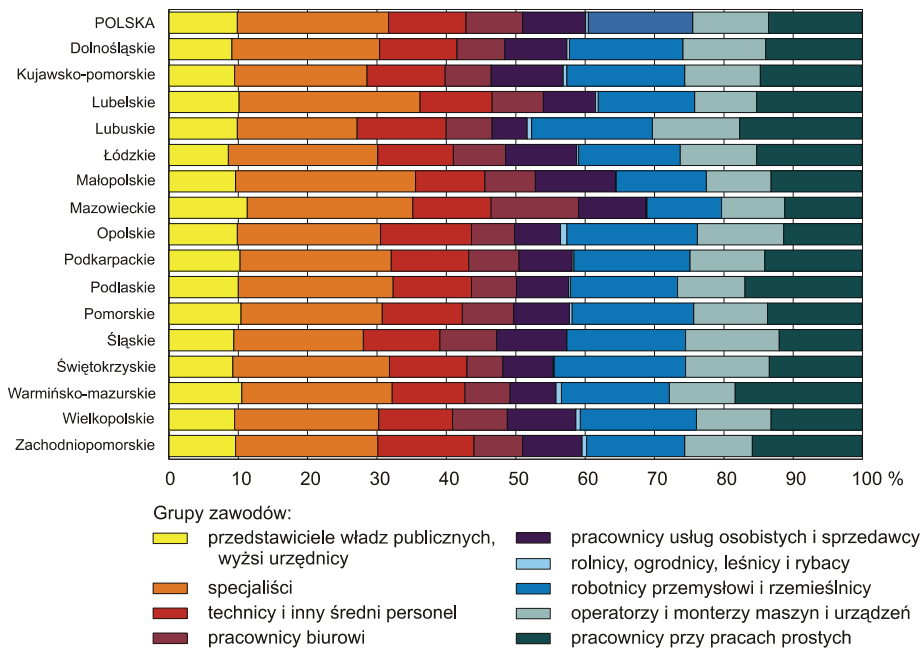 POLSKA
Dolnośląskie
Kujawsko-pomorskie
Lubelskie
Lubuskie
Łódzkie
Małopolskie
Mazowieckie
Opolskie
Podkarpackie
Podlaskie
Pomorskie
Śląskie
Świętokrzyskie
Warmińsko-mazurskie
Wielkopolskie
Zachodniopomorskie
0 10 20 30 40 50 60 70 80 90 100 %
Grupy zawodów:
przedstawiciele władz publicznych,
wyżsi urzędnicy
specjaliści
technicy i inny średni personel
pracownicy biurowi
pracownicy usług osobistych i sprzedawcy
rolnicy, ogrodnicy, leśnicy i rybacy
robotnicy przemysłowi i rzemieślnicy
operatorzy i monterzy maszyn i urządzeń
pracownicy przy pracach prostych